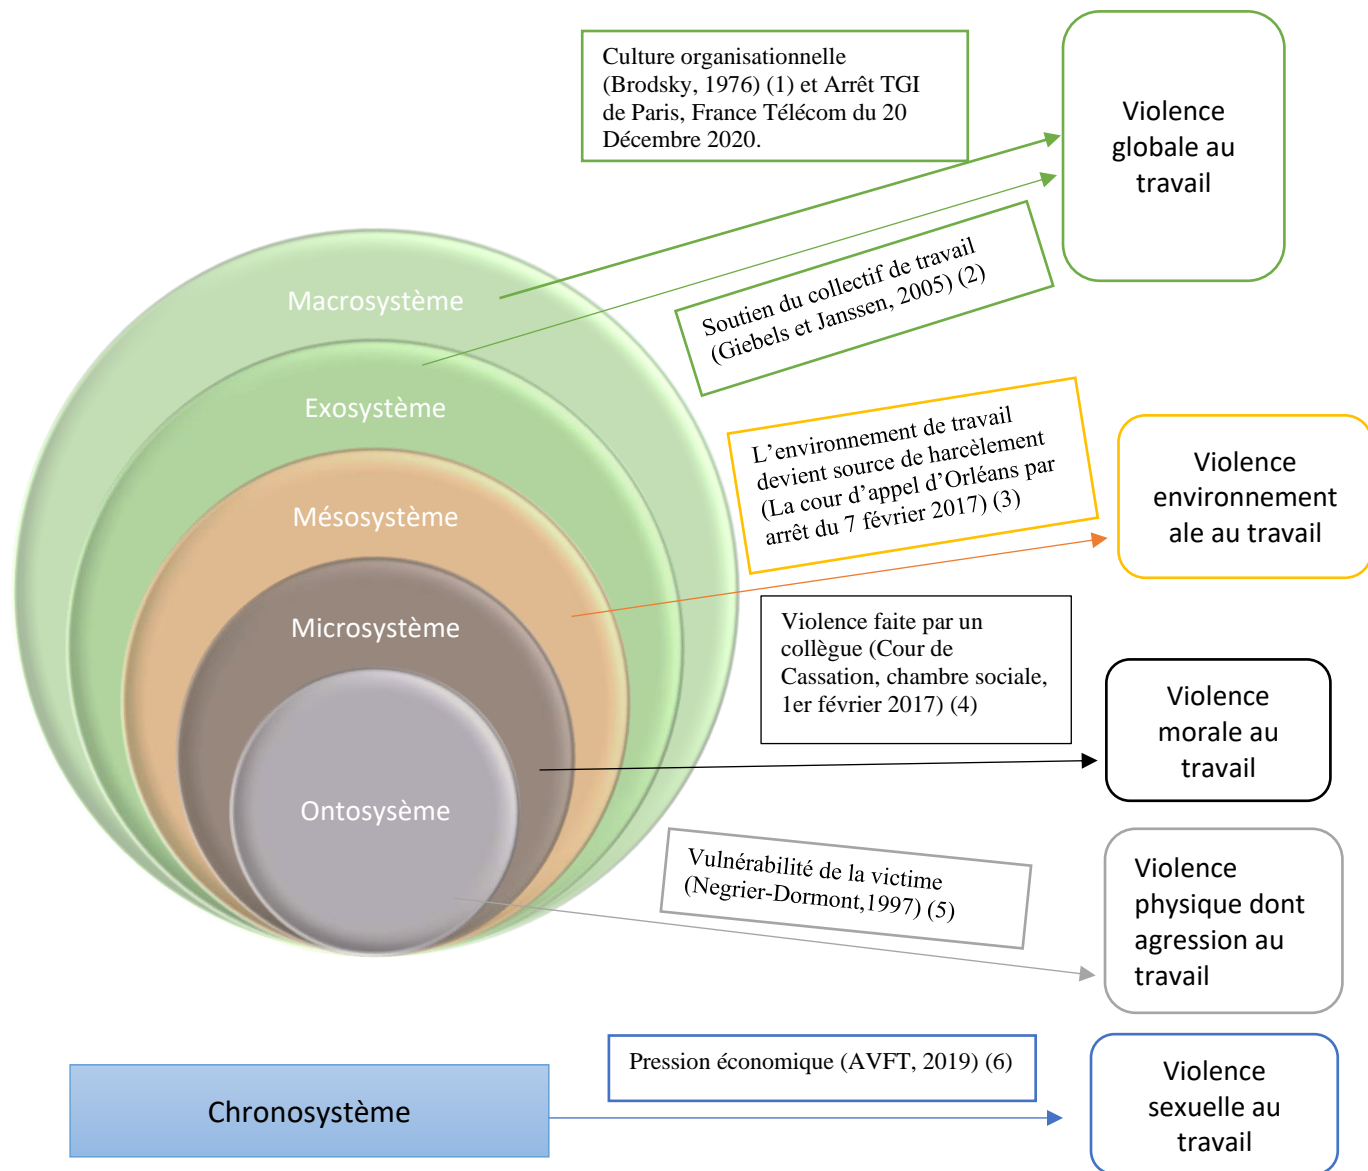 Culture organisationnelle
(Brodsky, 1976) (1) et Arrêt TGI
de Paris, France Télécom du 20
Décembre 2020.
Violence
globale au
travail
Soutien du collectif de travail
(Giebels et Janssen, 2005) (2)
Macrosystème
Exosystème
L’environnement de travail
devient source de harcèlement
(La cour d’appel d’Orléans par
arrêt du 7 février 2017) (3)
Violence
environnement
ale au travail
Mésosystème
Microsystème
Violence faite par un
collègue (Cour de
Cassation, chambre sociale,
1er février 2017) (4)
Violence
morale au
travail
Ontosysème
Vulnérabilité de la victime
(Negrier-Dormont,1997) (5)
Violence
physique dont
agression au
travail
Chronosystème
Pression économique (AVFT, 2019) (6)
Violence
sexuelle au
travail